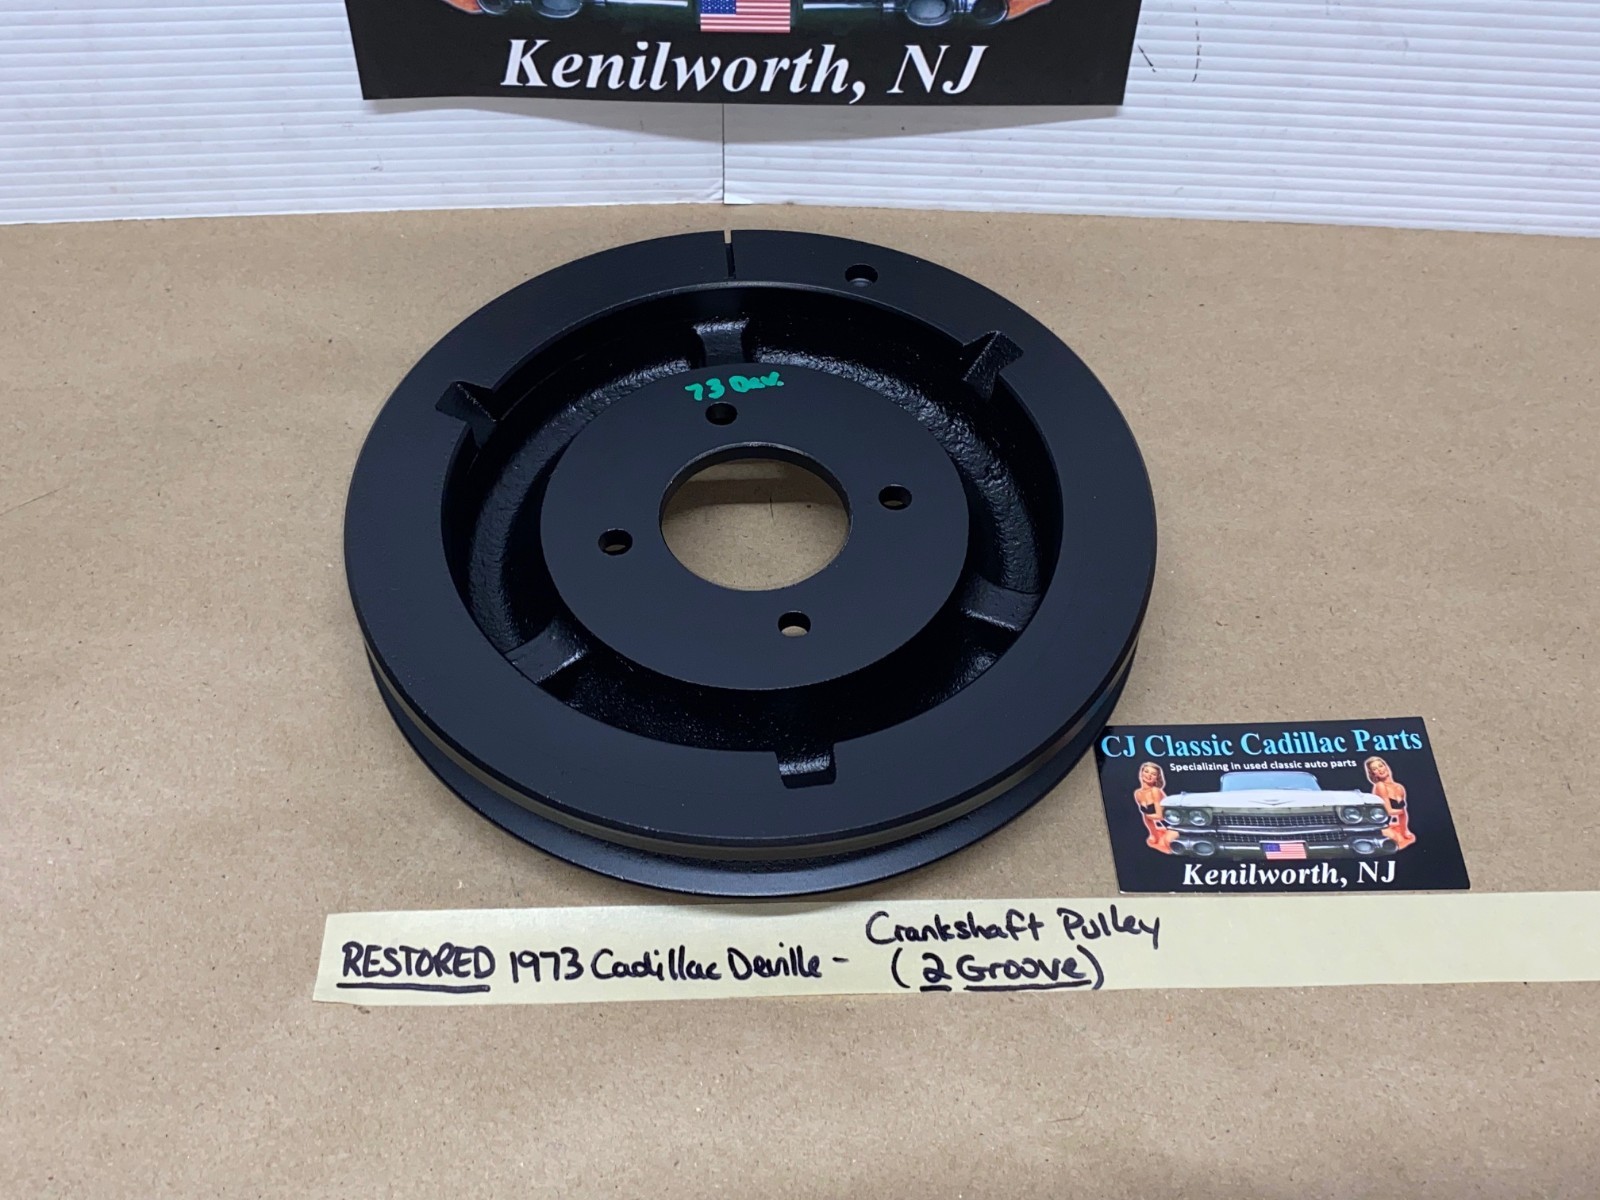 Kenilworth, NJ
73 Dev.
CJ Classic Cadillac Parts
Specializing in used classic auto parts
Kenilworth, NJ
RESTORED 1973 Cadillac Deville - Crankshaft Pulley
(2 Groove)